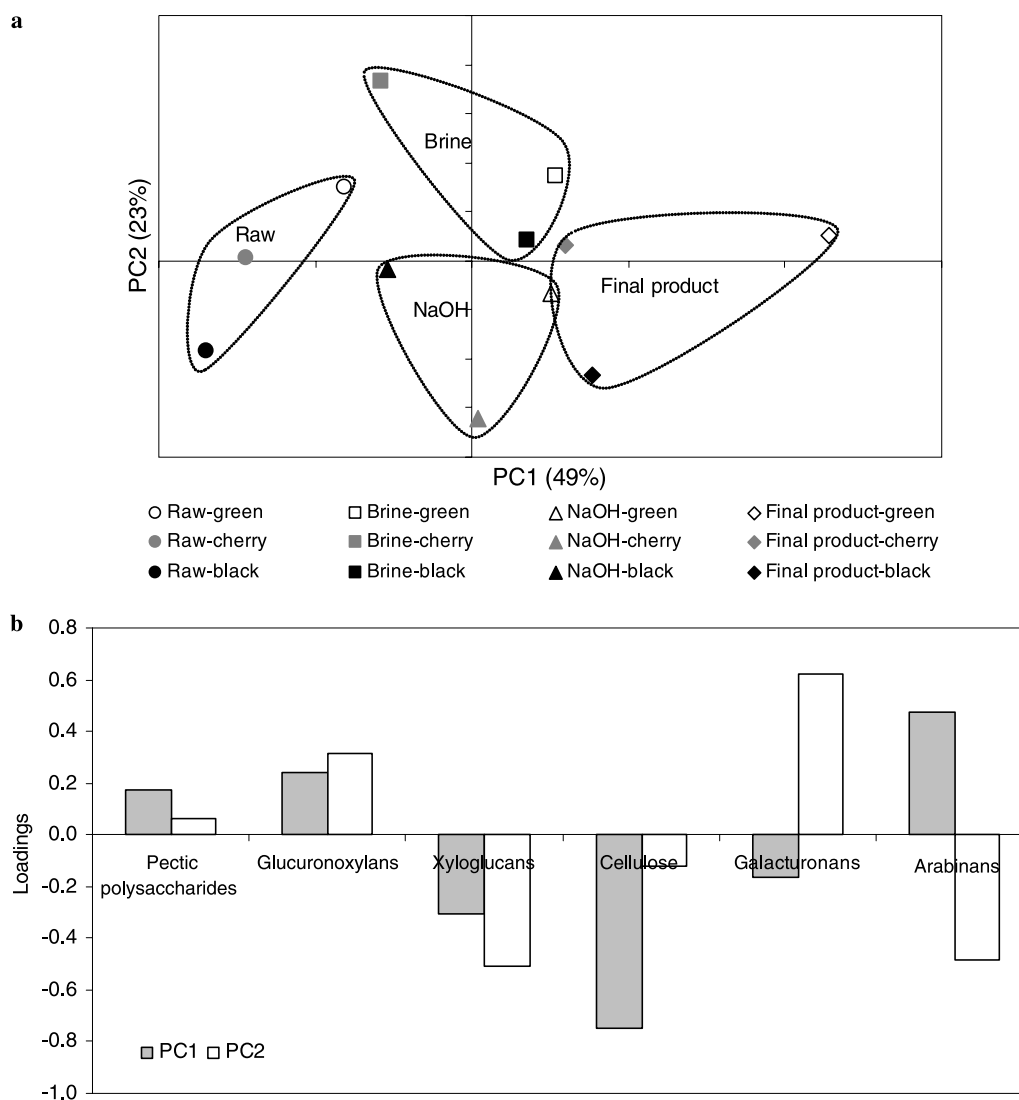 a
Brine
Raw
NaOH
Final product
PC2 (23%)
PC1 (49%)
Raw-green Brine-green NaOH-green Final product-green
Raw-cherry Brine-cherry NaOH-cherry Final product-cherry
Raw-black Brine-black NaOH-black Final product-black
b
0.8
0.6
0.4
0.2
0.0
-0.2
-0.4
-0.6
-0.8
-1.0
Loadings
Pectic Glucuronoxylans Xyloglucans Cellulose Galacturonans Arabinans
polysaccharides
PC1 PC2